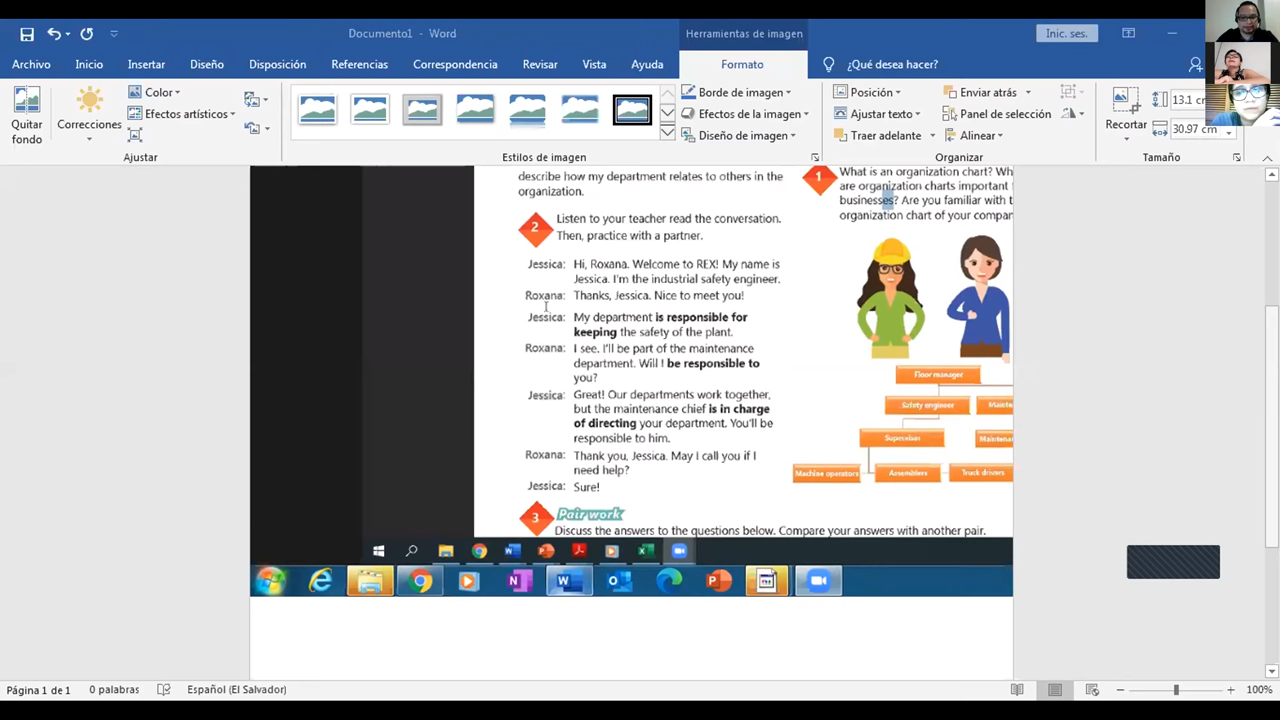 Documento1 - Word
Herramientas de imagen
Inic. ses.
Archivo
Inicio
Insertar
Diseño
Disposición
Referencias
Correspondencia
Revisar
Vista
Ayuda
Formato
¿Qué desea hacer?
Quitar fondo
Correcciones
Color
Efectos artísticos
Ajustar
Estilos de imagen
Borde de imagen
Efectos de la imagen
Diseño de imagen
Posición
Ajustar texto
Traer adelante
Enviar atrás
Panel de selección
Alinear
Organizar
Recortar
13.1
30.97 cm
Tamaño
describe how my department relates to others in the
organization.
2
Listen to your teacher read the conversation.
Then, practice with a partner.
Jessica: Hi, Roxana. Welcome to REX! My name is
Jessica. I'm the industrial safety engineer.
Roxana: Thanks, Jessica. Nice to meet you!
Jessica: My department is responsible for
keeping the safety of the plant.
Roxana: I see. I'll be part of the maintenance
department. Will I be responsible to
you?
Jessica: Great! Our departments work together,
but the maintenance chief is in charge
of directing your department. You'll be
responsible to him.
Roxana: Thank you, Jessica. May I call you if I
need help?
Jessica: Sure!
3
Pair work
Discuss the answers to the questions below. Compare your answers with another pair.
1
What is an organization chart? Wh
are organization charts important
businesses? Are you familiar with t
organization chart of your compan
Floor manager
Safety engineer
Supervisor
Machine operators
Assemblers
Truck drivers
Página 1 de 1
0 palabras
Español (El Salvador)
100%